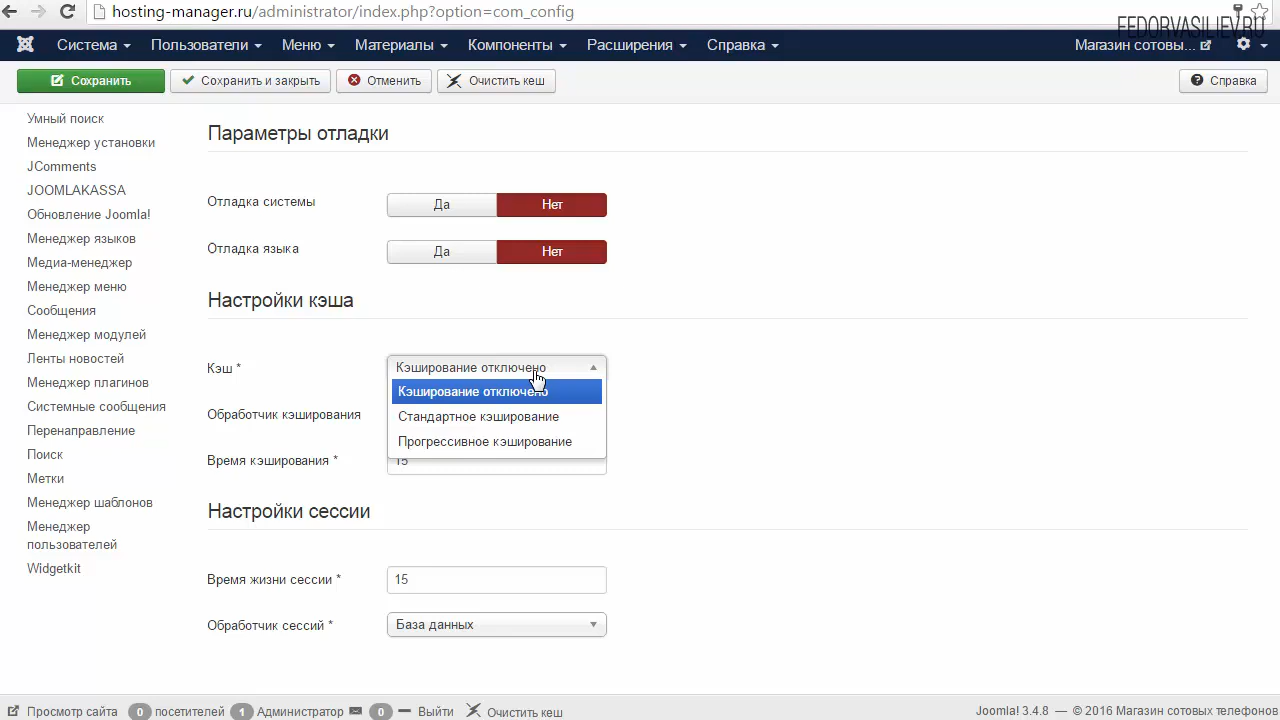 hosting-manager.ru/administrator/index.php?option=com_config
FEDORVASILIEV.RU
Система Пользователи Меню Материалы Компоненты Расширения Справка Магазин сотовы...
Сохранить Сохранить и закрыть Отменить Очистить кеш Справка
Умный поиск
Менеджер установки
JComments
JOOMLAKASSA
Обновление Joomla!
Менеджер языков
Медиа-менеджер
Менеджер меню
Сообщения
Менеджер модулей
Ленты новостей
Менеджер плагинов
Системные сообщения
Перенаправление
Поиск
Метки
Менеджер шаблонов
Менеджер
пользователей
Widgetkit
Параметры отладки
Отладка системы Да Нет
Отладка языка Да Нет
Настройки кэша
Кэш * Кэширование отключено
Кэширование отключено
Стандартное кэширование
Прогрессивное кэширование
Обработчик кэширования
Время кэширования * 15
Настройки сессии
Время жизни сессии * 15
Обработчик сессий * База данных
Просмотр сайта 0 посетителей 1 Администратор 0 Выйти Очистить кеш Joomla! 3.4.8 — © 2016 Магазин сотовых телефонов